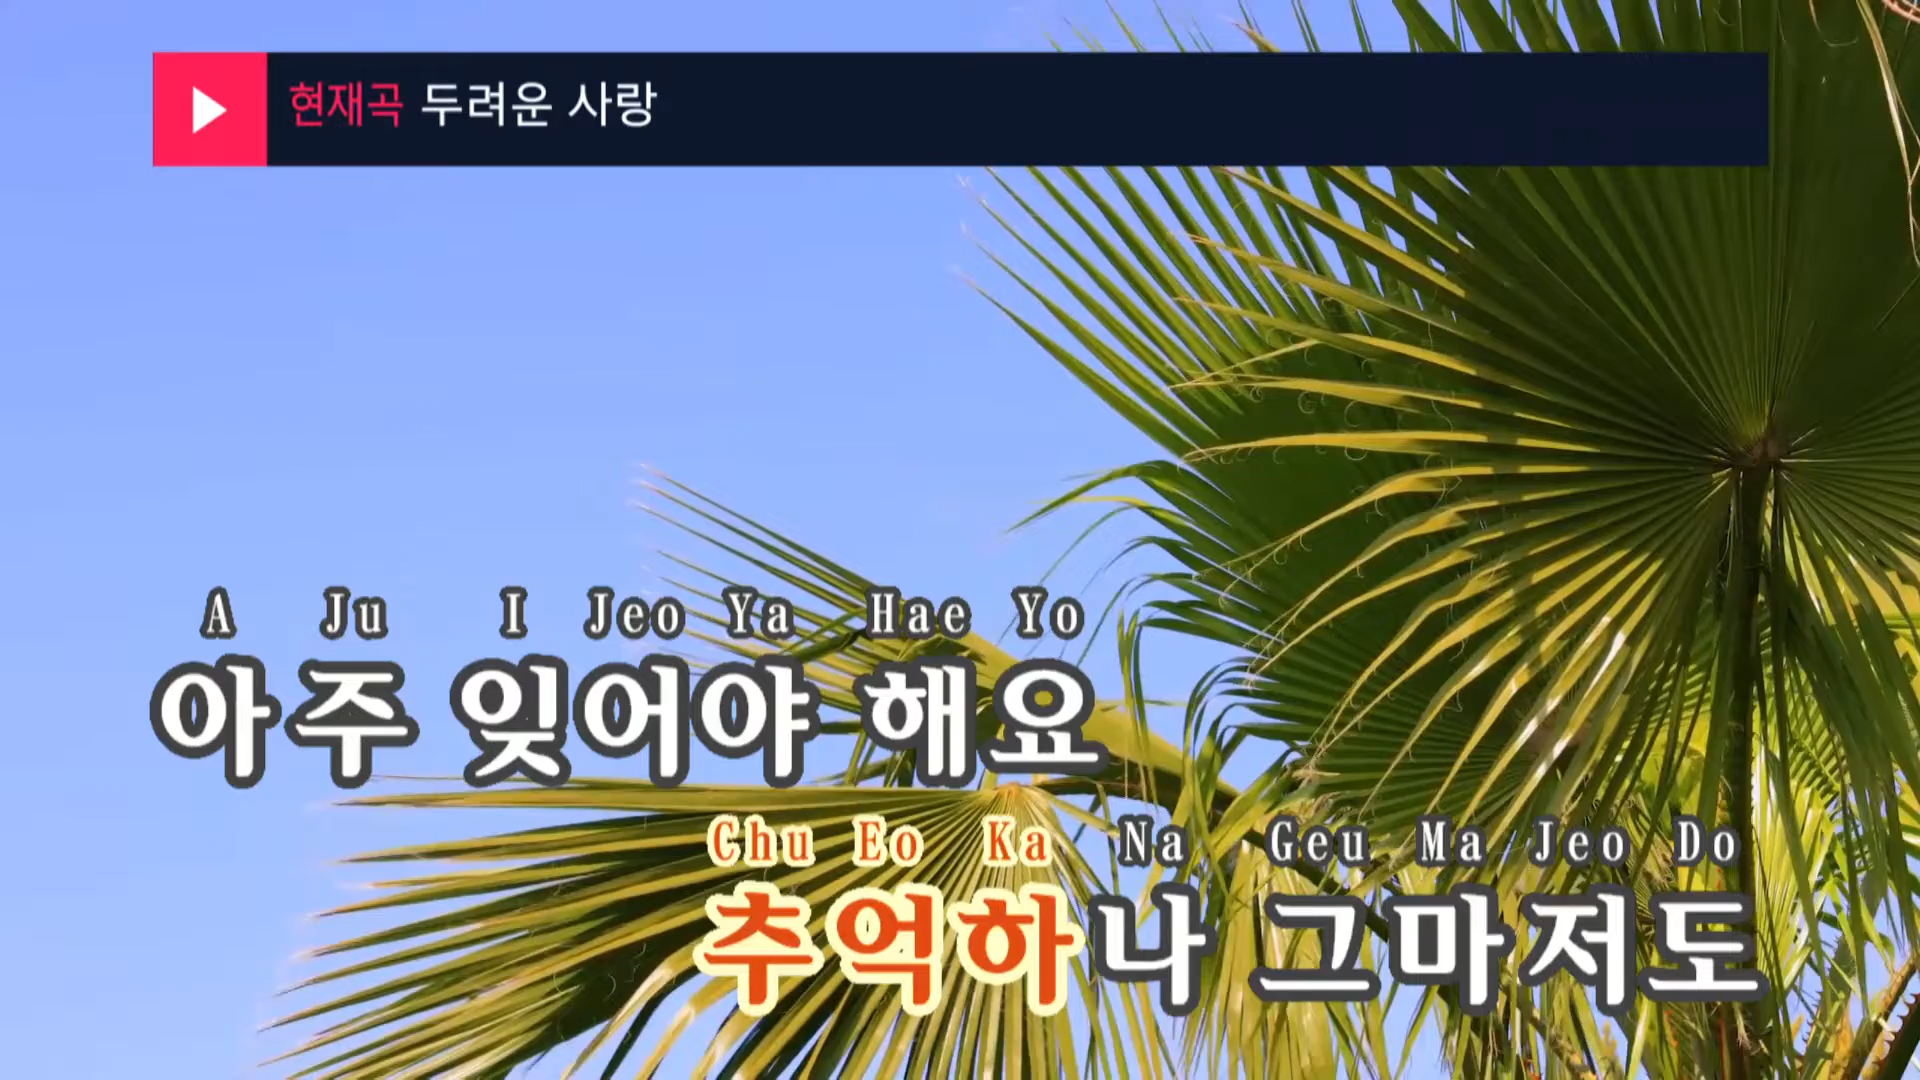 현재곡 두려운 사랑
A Ju I Jeo Ya Hae Yo
아주 잊어야 해요
Chu Eo Ka Na Geu Ma Jeo Do
추억하나 그마저도